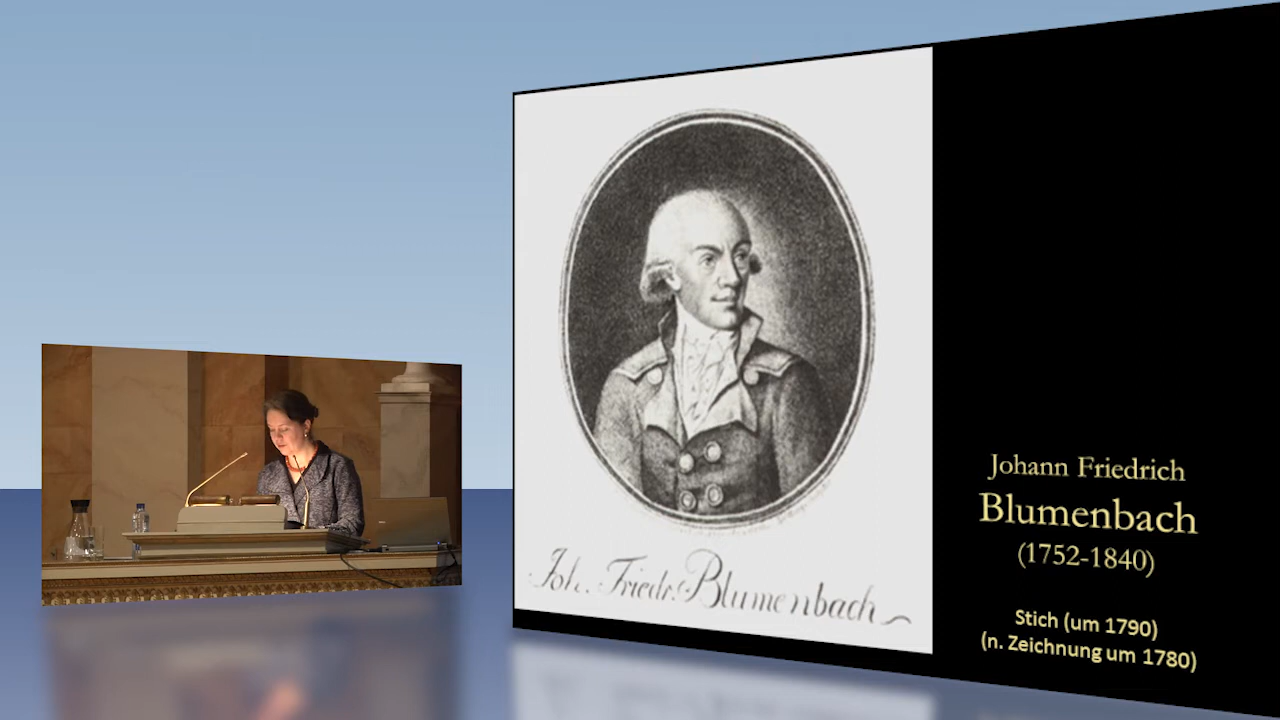 Joh. Friedr. Blumenbach
Johann Friedrich
Blumenbach
(1752-1840)
Stich (um 1790)
(n. Zeichnung um 1780)